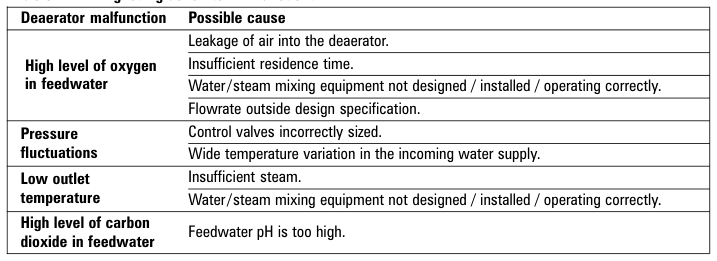 Deaerator malfunction Possible cause
Leakage of air into the deaerator.
High level of oxygen Insufficient residence time.
in feedwater Water/steam mixing equipment not designed / installed / operating correctly.
Flowrate outside design specification.
Pressure Control valves incorrectly sized.
fluctuations Wide temperature variation in the incoming water supply.
Low outlet Insufficient steam.
temperature Water/steam mixing equipment not designed / installed / operating correctly.
High level of carbon
dioxide in feedwater Feedwater pH is too high.